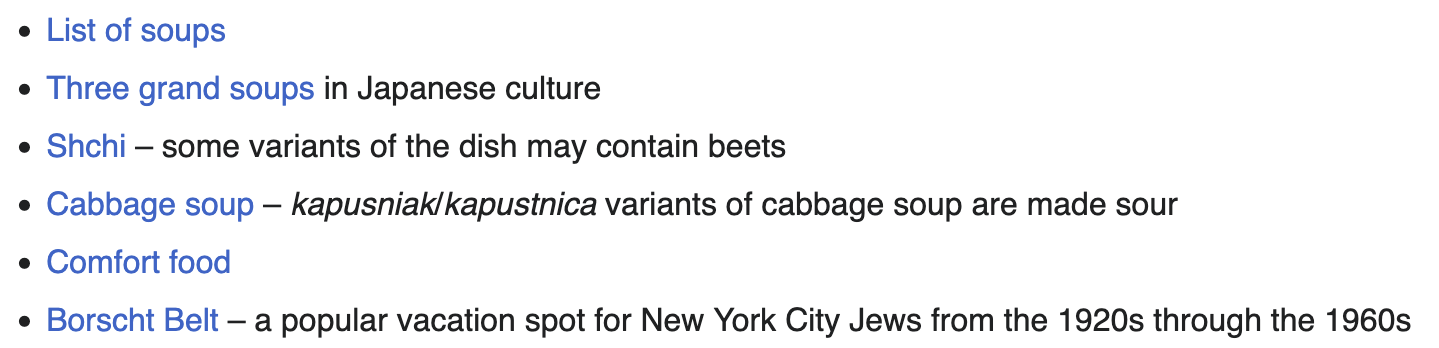 • List of soups
• Three grand soups in Japanese culture
• Shchi – some variants of the dish may contain beets
• Cabbage soup – kapusniak/kapustnica variants of cabbage soup are made sour
• Comfort food
• Borscht Belt – a popular vacation spot for New York City Jews from the 1920s through the 1960s